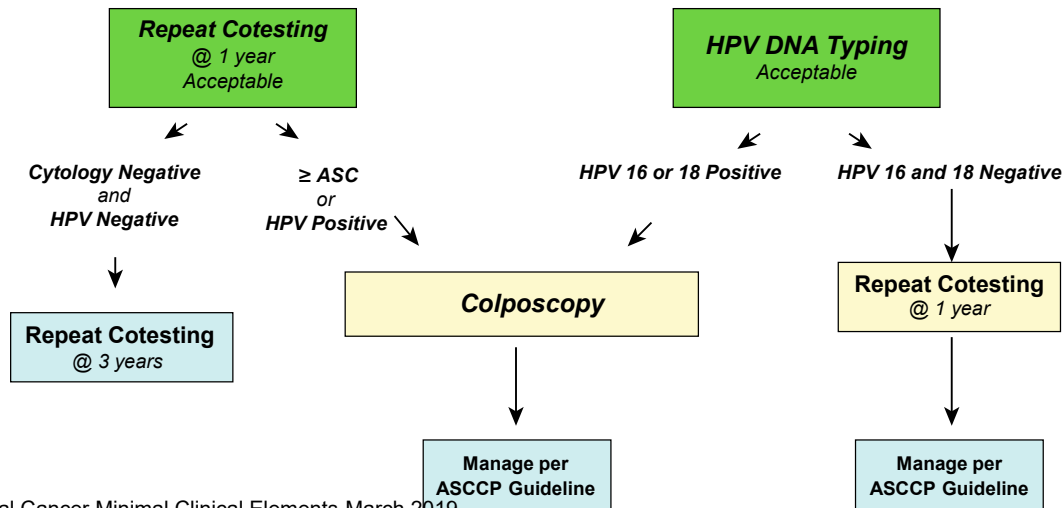 Repeat Cotesting
@ 1 year
Acceptable
HPV DNA Typing
Acceptable
Cytology Negative
and
HPV Negative
≥ ASC
or
HPV Positive
HPV 16 or 18 Positive
HPV 16 and 18 Negative
Repeat Cotesting
@ 3 years
Colposcopy
Repeat Cotesting
@ 1 year
Manage per
ASCCP Guideline
Manage per
ASCCP Guideline
al Cancer Minimal Clinical Elements March 2019